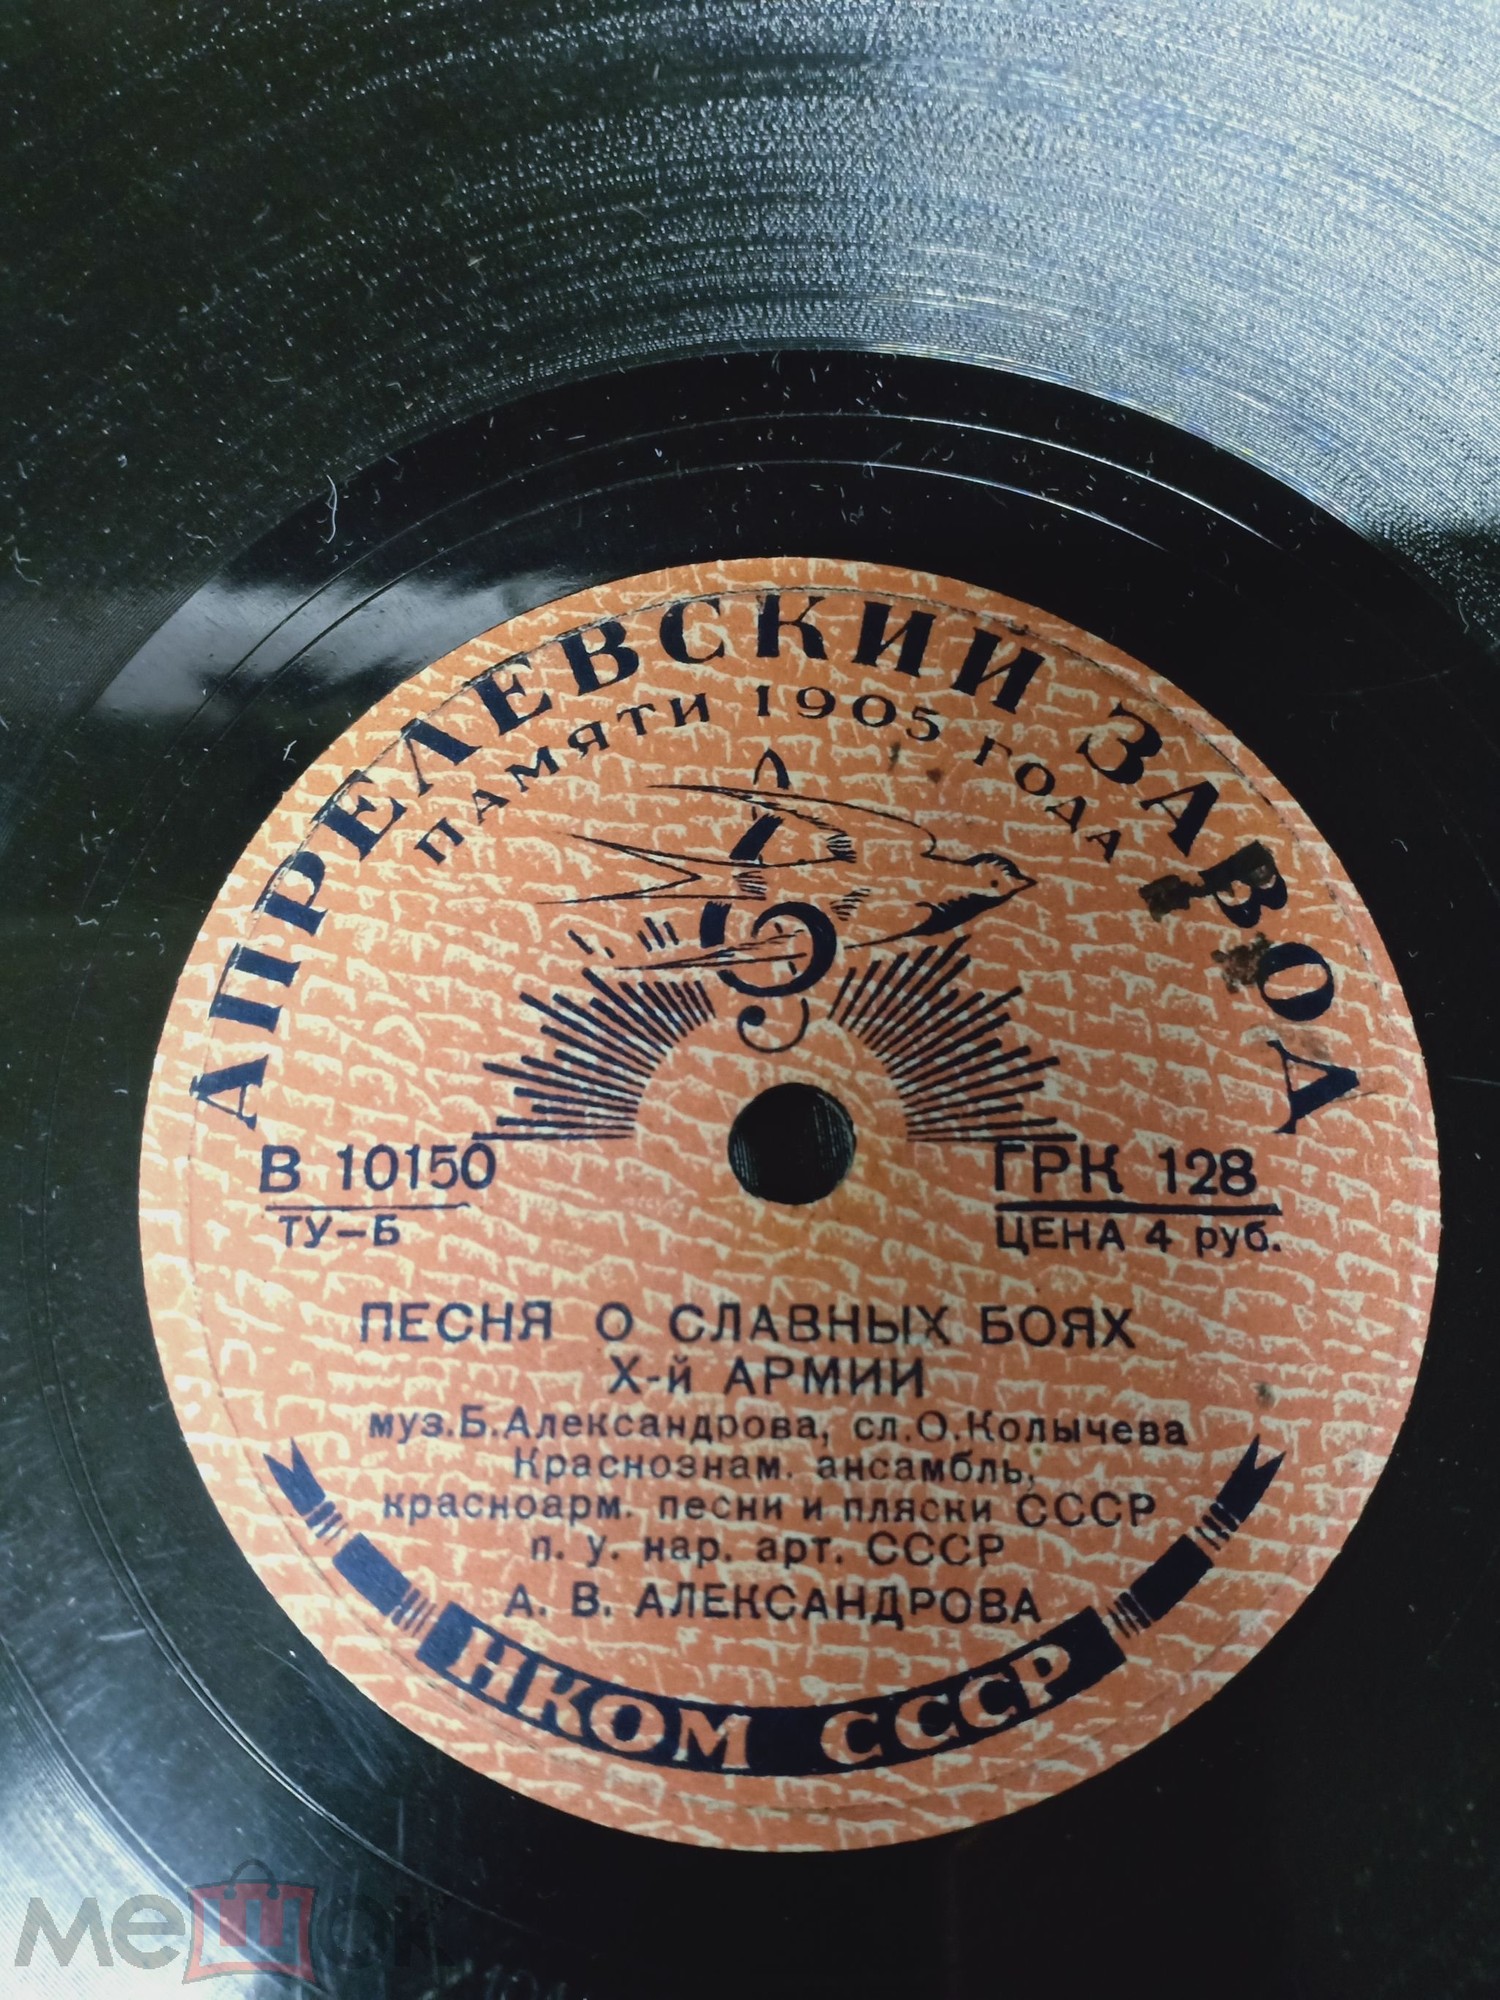 АПРЕЛЕВСКИЙ ЗАВОД
ПАМЯТИ 1905 ГОДА
В 10150
ТУ–Б
ГРК 128
ЦЕНА 4 руб.
ПЕСНЯ О СЛАВНЫХ БОЯХ
Х-й АРМИИ
муз.Б.Александрова, сл.О.Колычева
Краснознам. ансамбль,
красноарм. песни и пляски СССР
п. у. нар. арт. СССР
А. В. АЛЕКСАНДРОВА
НКОМ СССР
мешок